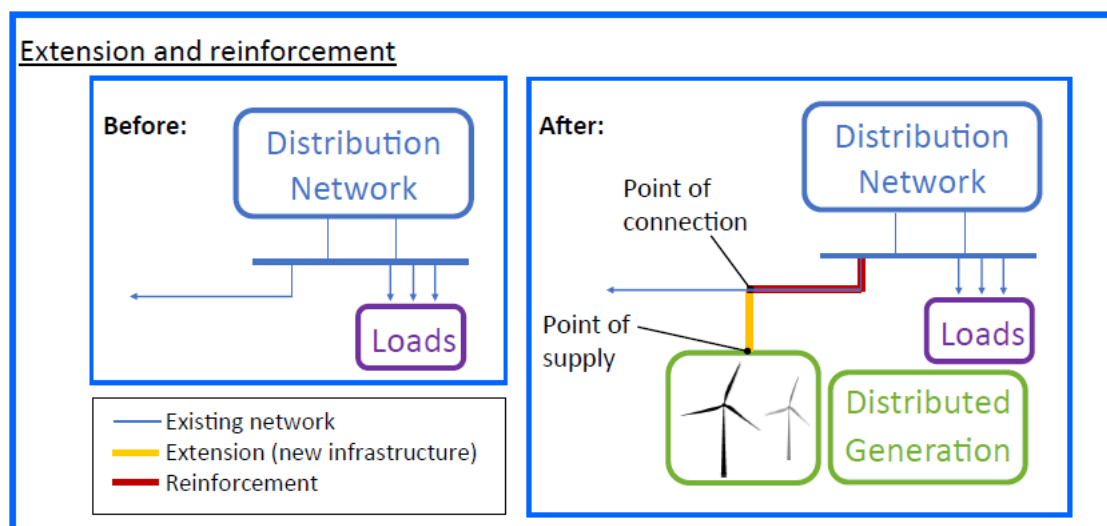 Extension and reinforcement
Before:
Distribution
Network
Loads
Existing network
Extension (new infrastructure)
Reinforcement
After:
Distribution
Network
Point of
connection
Point of
supply
Loads
Distributed
Generation